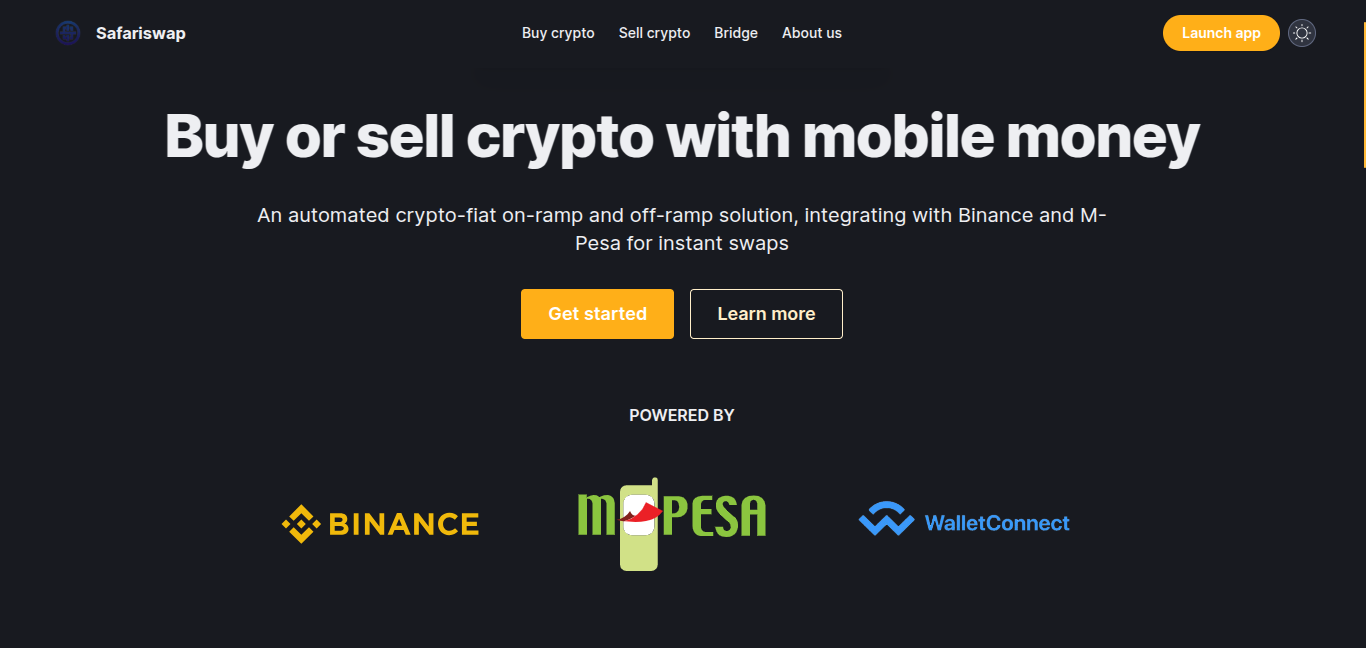 Safariswap
Buy crypto
Sell crypto
Bridge
About us
Launch app
Buy or sell crypto with mobile money
An automated crypto-fiat on-ramp and off-ramp solution, integrating with Binance and M-
Pesa for instant swaps
Get started
Learn more
POWERED BY
BINANCE
m PESA
WalletConnect